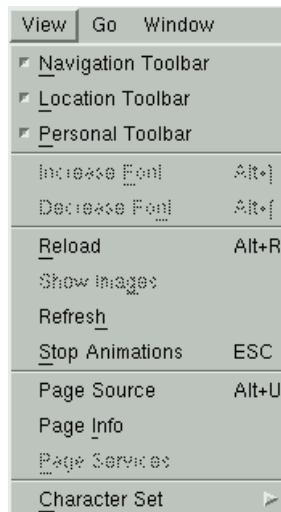 View Go Window
Navigation Toolbar
Location Toolbar
Personal Toolbar
Increase Font Alt+]
Decrease Font Alt+[
Reload Alt+R
Show Images
Refresh
Stop Animations ESC
Page Source Alt+U
Page Info
Page Services
Character Set